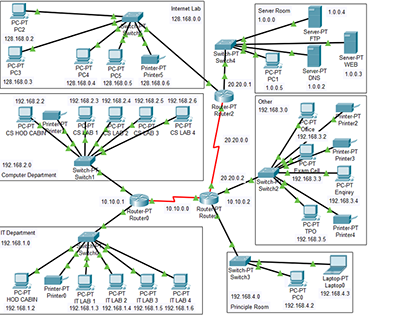 Internet Lab
128.168.0.0
PC-PT
PC2
128.168.0.2
Switch-PT
PC-PT
PC3
128.168.0.3
PC-PT
PC4
128.168.0.4
PC-PT
PC5
128.168.0.5
Printer-PT
Printer5
128.168.0.6
Server Room
1.0.0.0
1.0.0.4
Server-PT
FTP
Server-PT
WEB
1.0.0.3
Switch-PT
Switch4
PC-PT
PC1
1.0.0.5
Server-PT
DNS
1.0.0.2
20.20.0.1
Router-PT
Router2
20.20.0.0
20.20.0.2
192.168.2.2
192.168.2.3
192.168.2.4
192.168.2.5
192.168.2.6
PC-PT
CS HOD CABIN
Printer-PT
PC-PT
CS LAB 1
PC-PT
CS LAB 2
PC-PT
CS LAB 3
PC-PT
CS LAB 4
192.168.2.0
Switch-PT
Switch1
Computer Department
Other
192.168.3.0
PC-PT
Office
Printer-PT
Printer2
Printer-PT
Printer3
PC-PT
Exam Cell
192.168.3.3
Switch-PT
Switch2
PC-PT
Enqirey
192.168.3.4
PC-PT
TPO
192.168.3.5
Printer-PT
Printer4
10.10.0.1
Router-PT
Router0
10.10.0.0
Router-PT
10.10.0.2
IT Department
192.168.1.0
Switch-PT
PC-PT
HOD CABIN
192.168.1.2
Printer-PT
Printer0
PC-PT
IT LAB 1
192.168.1.3
PC-PT
IT LAB 2
192.168.1.4
PC-PT
IT LAB 3
192.168.1.5
PC-PT
IT LAB 4
192.168.1.6
Switch-PT
Switch3
192.168.4.0
Principle Room
PC-PT
PC0
192.168.4.2
Laptop-PT
Laptop0
192.168.4.3